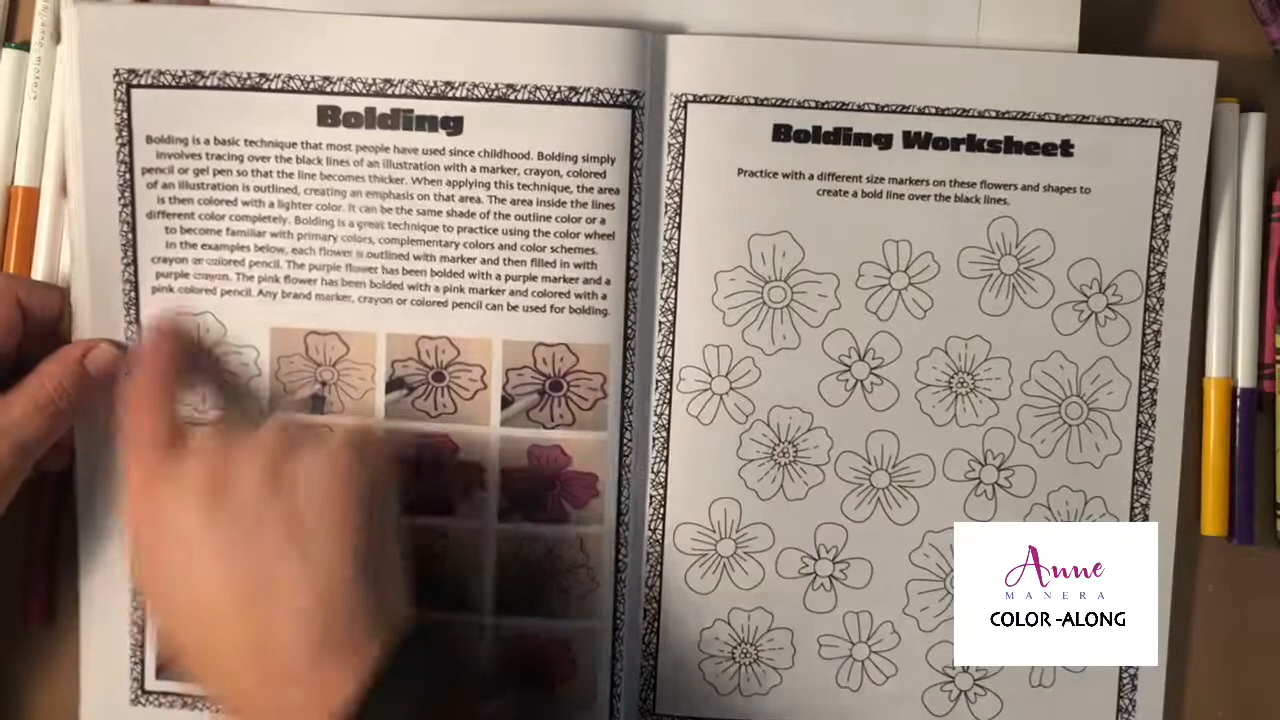 Crayola
Bolding
Bolding is a basic technique that most people have used since childhood. Bolding simply
involves tracing over the black lines of an illustration with a marker, crayon, colored
pencil or gel pen so that the line becomes thicker. When applying this technique, the area
of an illustration is outlined, creating an emphasis on that area. The area inside the lines
is then colored with a lighter color. It can be the same shade of the outline color or a
different color completely. Bolding is a great technique to practice using the color wheel
to become familiar with primary colors, complementary colors and color schemes.
In the examples below, each flower is outlined with marker and then filled in with
crayon or colored pencil. The purple flower has been bolded with a purple marker and a
purple crayon. The pink flower has been bolded with a pink marker and colored with a
pink colored pencil. Any brand marker, crayon or colored pencil can be used for bolding.
Bolding Worksheet
Practice with a different size markers on these flowers and shapes to
create a bold line over the black lines.
Anne
MANERA
COLOR-ALONG